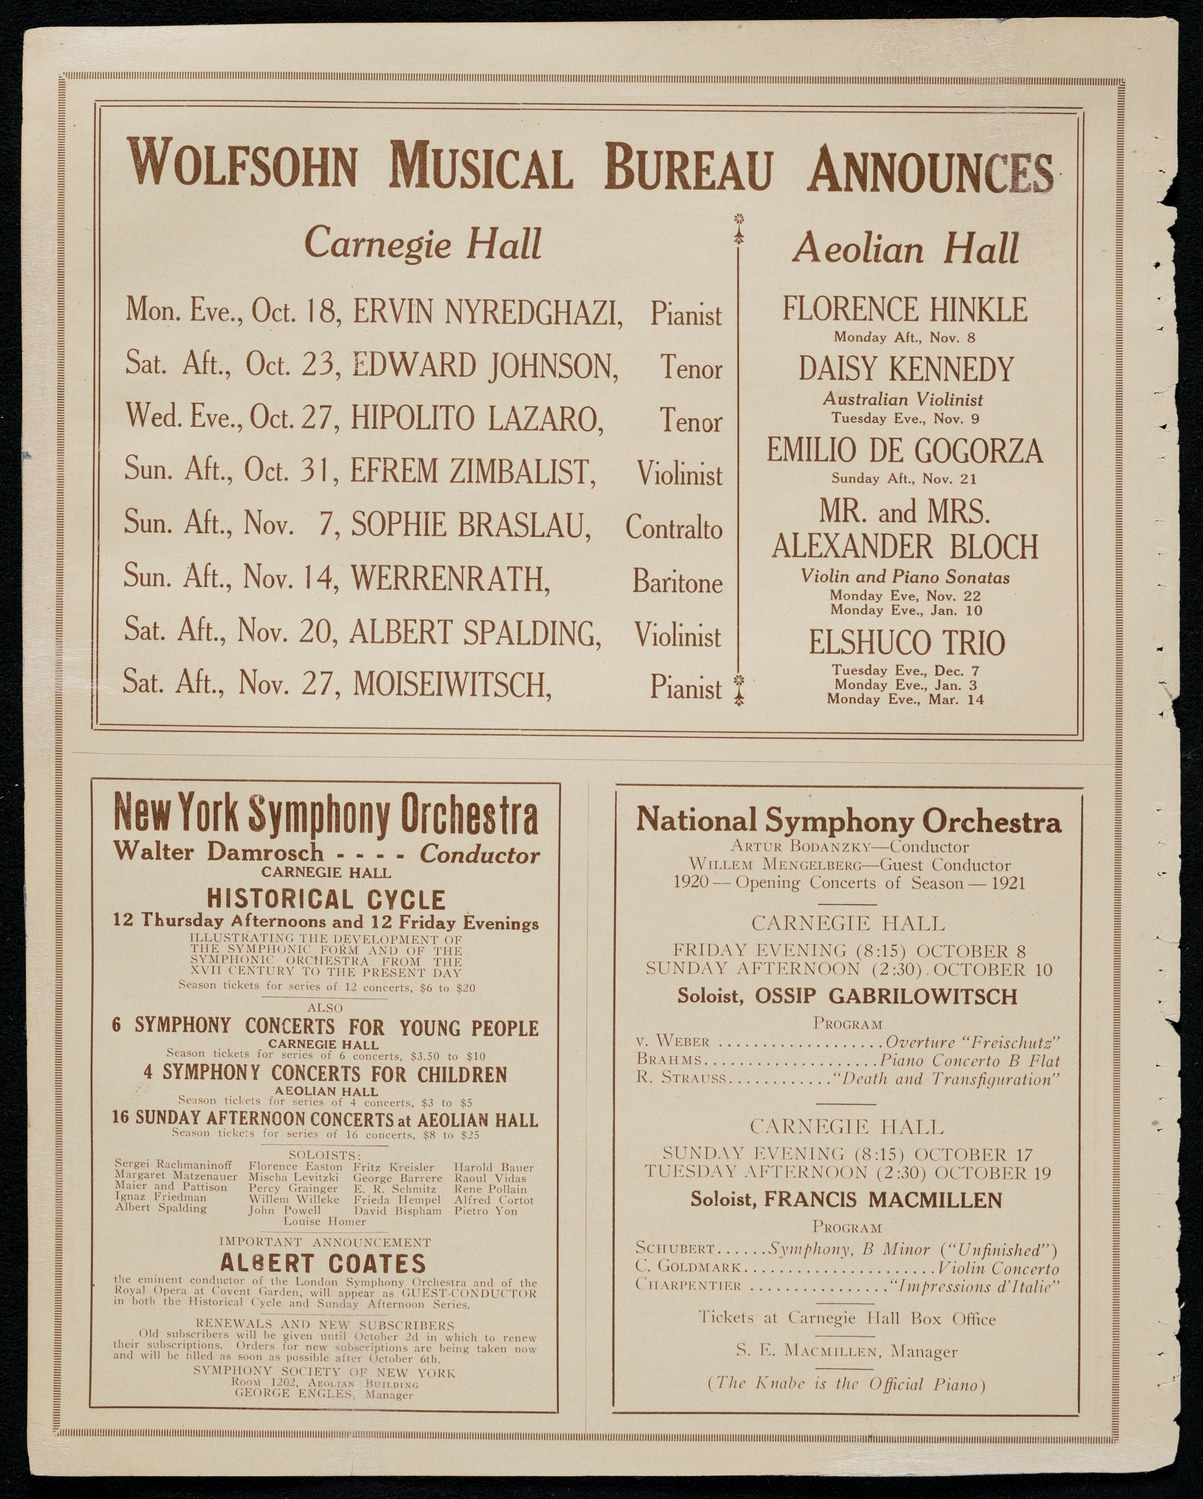 WOLFSOHN MUSICAL BUREAU ANNOUNCES
Carnegie Hall
Mon. Eve., Oct. 18, ERVIN NYREDGHAZI, Pianist
Sat. Aft., Oct. 23, EDWARD JOHNSON, Tenor
Wed. Eve., Oct. 27, HIPOLITO LAZARO, Tenor
Sun. Aft., Oct. 31, EFREM ZIMBALIST, Violinist
Sun. Aft., Nov. 7, SOPHIE BRASLAU, Contralto
Sun. Aft., Nov. 14, WERRENRATH, Baritone
Sat. Aft., Nov. 20, ALBERT SPALDING, Violinist
Sat. Aft., Nov. 27, MOISEIWITSCH, Pianist
Aeolian Hall
FLORENCE HINKLE
Monday Aft., Nov. 8
DAISY KENNEDY
Australian Violinist
Tuesday Eve., Nov. 9
EMILIO DE GOGORZA
Sunday Aft., Nov. 21
MR. and MRS.
ALEXANDER BLOCH
Violin and Piano Sonatas
Monday Eve, Nov. 22
Monday Eve., Jan. 10
ELSHUCO TRIO
Tuesday Eve., Dec. 7
Monday Eve., Jan. 3
Monday Eve., Mar. 14
New York Symphony Orchestra
Walter Damrosch - - - - Conductor
CARNEGIE HALL
HISTORICAL CYCLE
12 Thursday Afternoons and 12 Friday Evenings
ILLUSTRATING THE DEVELOPMENT OF
THE SYMPHONIC FORM AND OF THE
SYMPHONIC ORCHESTRA FROM THE
XVII CENTURY TO THE PRESENT DAY
Season tickets for series of 12 concerts, $6 to $20
ALSO
6 SYMPHONY CONCERTS FOR YOUNG PEOPLE
CARNEGIE HALL
Season tickets for series of 6 concerts, $3.50 to $10
4 SYMPHONY CONCERTS FOR CHILDREN
AEOLIAN HALL
Season tickets for series of 4 concerts, $3 to $5
16 SUNDAY AFTERNOON CONCERTS at AEOLIAN HALL
Season tickets for series of 16 concerts, $8 to $25
SOLOISTS:
Sergei Rachmaninoff Florence Easton Fritz Kreisler Harold Bauer
Margaret Matzenauer Mischa Levitzki George Barrere Raoul Vidas
Maier and Pattison Percy Grainger E. R. Schmitz Rene Pollain
Ignaz Friedman Willem Willeke Frieda Hempel Alfred Cortot
Albert Spalding John Powell David Bispham Pietro Yon
Louise Homer
IMPORTANT ANNOUNCEMENT
ALBERT COATES
the eminent conductor of the London Symphony Orchestra and of the
Royal Opera at Covent Garden, will appear as GUEST-CONDUCTOR
in both the Historical Cycle and Sunday Afternoon Series.
RENEWALS AND NEW SUBSCRIBERS
Old subscribers will be given until October 2d in which to renew
their subscriptions. Orders for new subscriptions are being taken now
and will be filled as soon as possible after October 6th.
SYMPHONY SOCIETY OF NEW YORK
ROOM 1202, AEOLIAN BUILDING
GEORGE ENGLES, Manager
National Symphony Orchestra
ARTUR BODANZKY—Conductor
WILLEM MENGELBERG—Guest Conductor
1920 — Opening Concerts of Season — 1921
CARNEGIE HALL
FRIDAY EVENING (8:15) OCTOBER 8
SUNDAY AFTERNOON (2:30) OCTOBER 10
Soloist, OSSIP GABRILOWITSCH
PROGRAM
V. WEBER ...................Overture "Freischutz"
BRAHMS....................Piano Concerto B Flat
R. STRAUSS............"Death and Transfiguration"
CARNEGIE HALL
SUNDAY EVENING (8:15) OCTOBER 17
TUESDAY AFTERNOON (2:30) OCTOBER 19
Soloist, FRANCIS MACMILLEN
PROGRAM
SCHUBERT......Symphony, B Minor ("Unfinished")
C. GOLDMARK......................Violin Concerto
CHARPENTIER ................"Impressions d'Italie"
Tickets at Carnegie Hall Box Office
S. E. MACMILLEN, Manager
(The Knabe is the Official Piano)